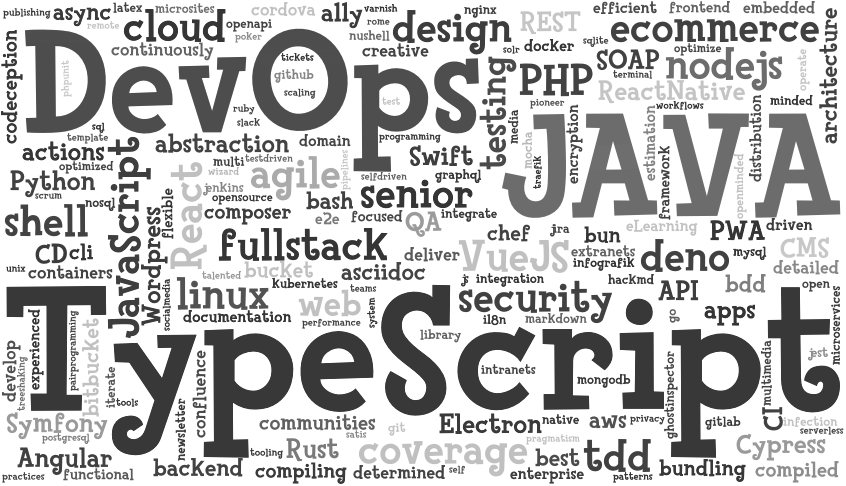 publishing
async
latex
microsites
cordova
ally
varnish
nginx
efficient
frontend
embedded
remote
cloud
openapi
rome
design
REST
ecommerce
architecture
codeception
continuously
poker
nushell
creative
solr
docker
sqlite
SOAP
optimize
nodejs
operate
DevOps
phpunit
tickets
github
scaling
test
testing
PHP
terminal
ReactNative
pioneer
workflows
minded
ruby
slack
sql
template
programming
media
JAVA
encryption
estimation
distribution
actions
abstraction
domain
mocha
traefik
framework
openminded
optimized
multi
testdriven
Swift
Python
JavaScript
React
wizard
agile
pipelines
selfdriven
graphql
scrum
nosql
flexible
jenkins
opensource
bash
senior
shell
Wordpress
composer
e2e
focused
QA
integrate
eLearning
PWA
driven
CD
cli
fullstack
deliver
VueJS
chef
jra
bun
extranets
deno
mysql
CMS
unix
containers
talented
bucket
asciidoc
infografik
detailed
socialmedia
linux
kubernetes
teams
js
integration
hackmd
API
bdd
open
documentation
web
performance
system
security
il8n
markdown
go
apps
microservices
TypeScript
develop
treeshaking
experienced
pairprogramming
bitbucket
library
intranets
mongodb
ghostinspector
multimedia
jest
iterate
tools
confluence
newsletter
Symfony
postgresql
communities
satis
git
Electron
native
aws
privacy
gitlab
CI
infection
serverless
pragmatism
Angular
tooling
Rust
coverage
best
tdd
Cypress
practices
functional
backend
compiling
determined
self
enterprise
patterns
bundling
compiled